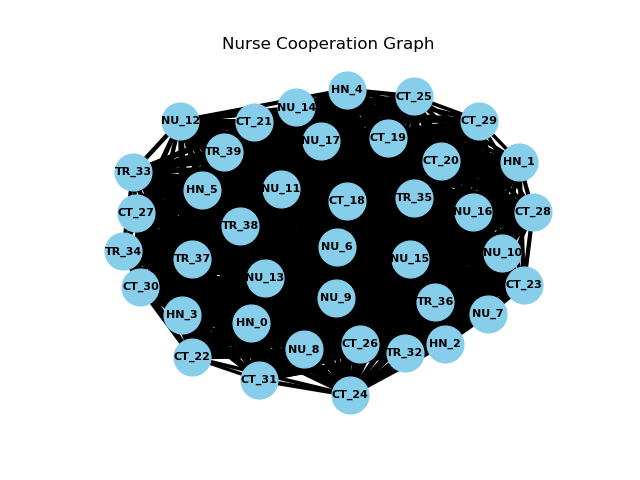 Nurse Cooperation Graph
HN_4
CT_25
NU_14
NU_12
CT_21
CT_29
NU_17
CT_19
TR_39
CT_20
HN_1
TR_33
HN_5
NU_11
CT_18
TR_35
NU_16
CT_28
CT_27
TR_38
NU_6
TR_34
TR_37
NU_15
NU_10
NU_13
CT_30
CT_23
NU_9
TR_36
HN_3
HN_0
NU_7
CT_22
NU_8
CT_26
TR_32
HN_2
CT_31
CT_24